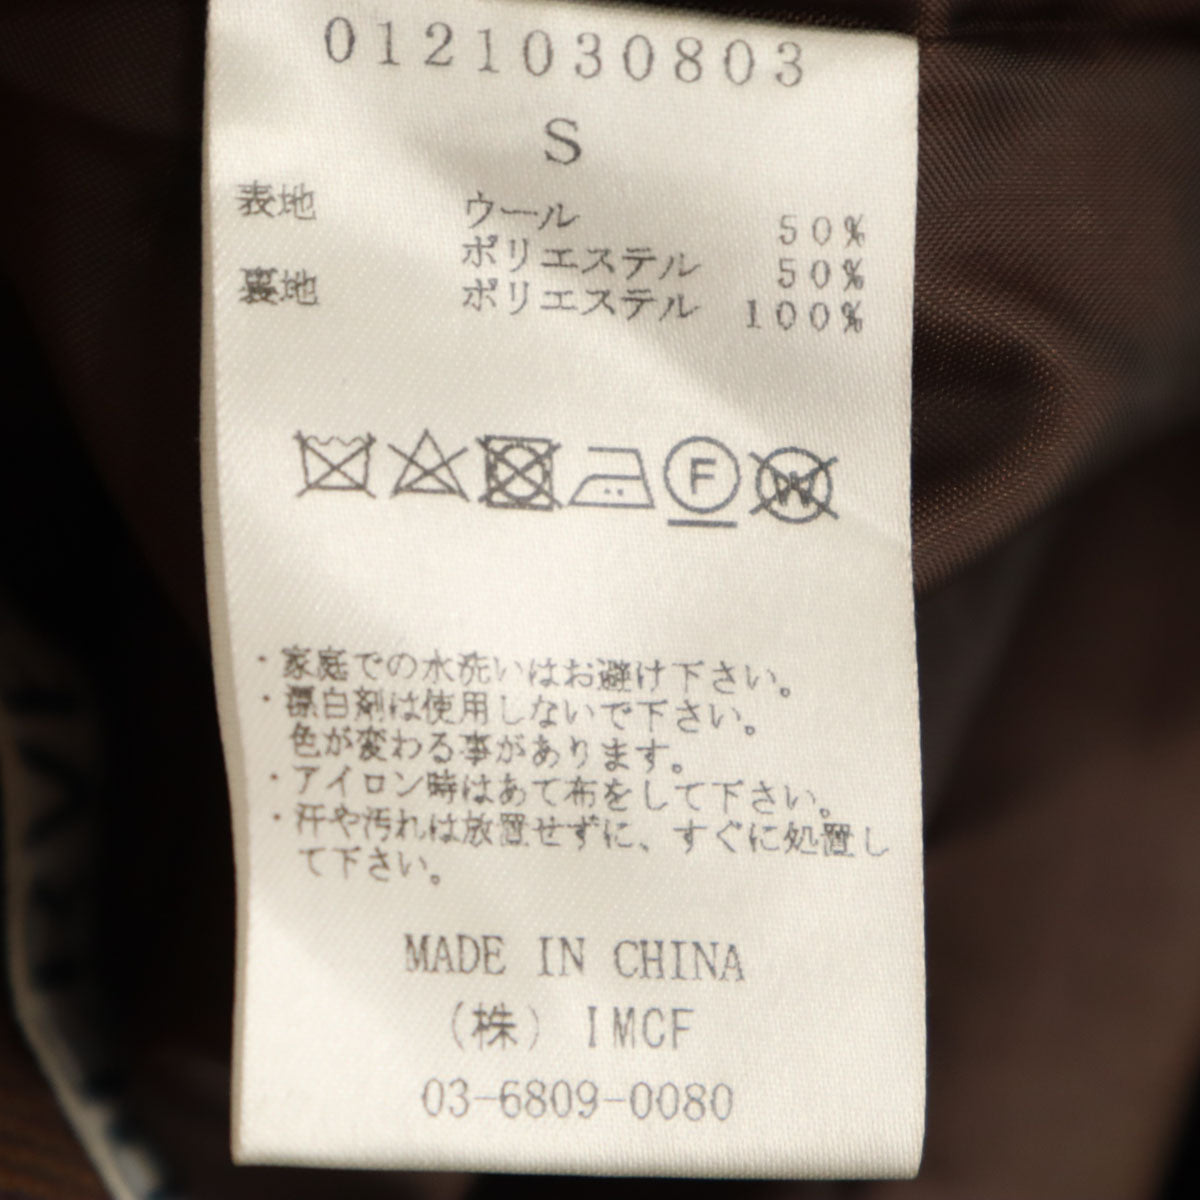 0121030803
S
表地 ウール 50%
ポリエステル 50%
裏地 ポリエステル 100%
F
W
・家庭での水洗いはお避け下さい。
・漂白剤は使用しないで下さい。
色が変わる事があります。
・アイロン時はあて布をして下さい。
・汗や汚れは放置せずに、すぐに処置し
て下さい。
MADE IN CHINA
(株) IMCF
03-6809-0080